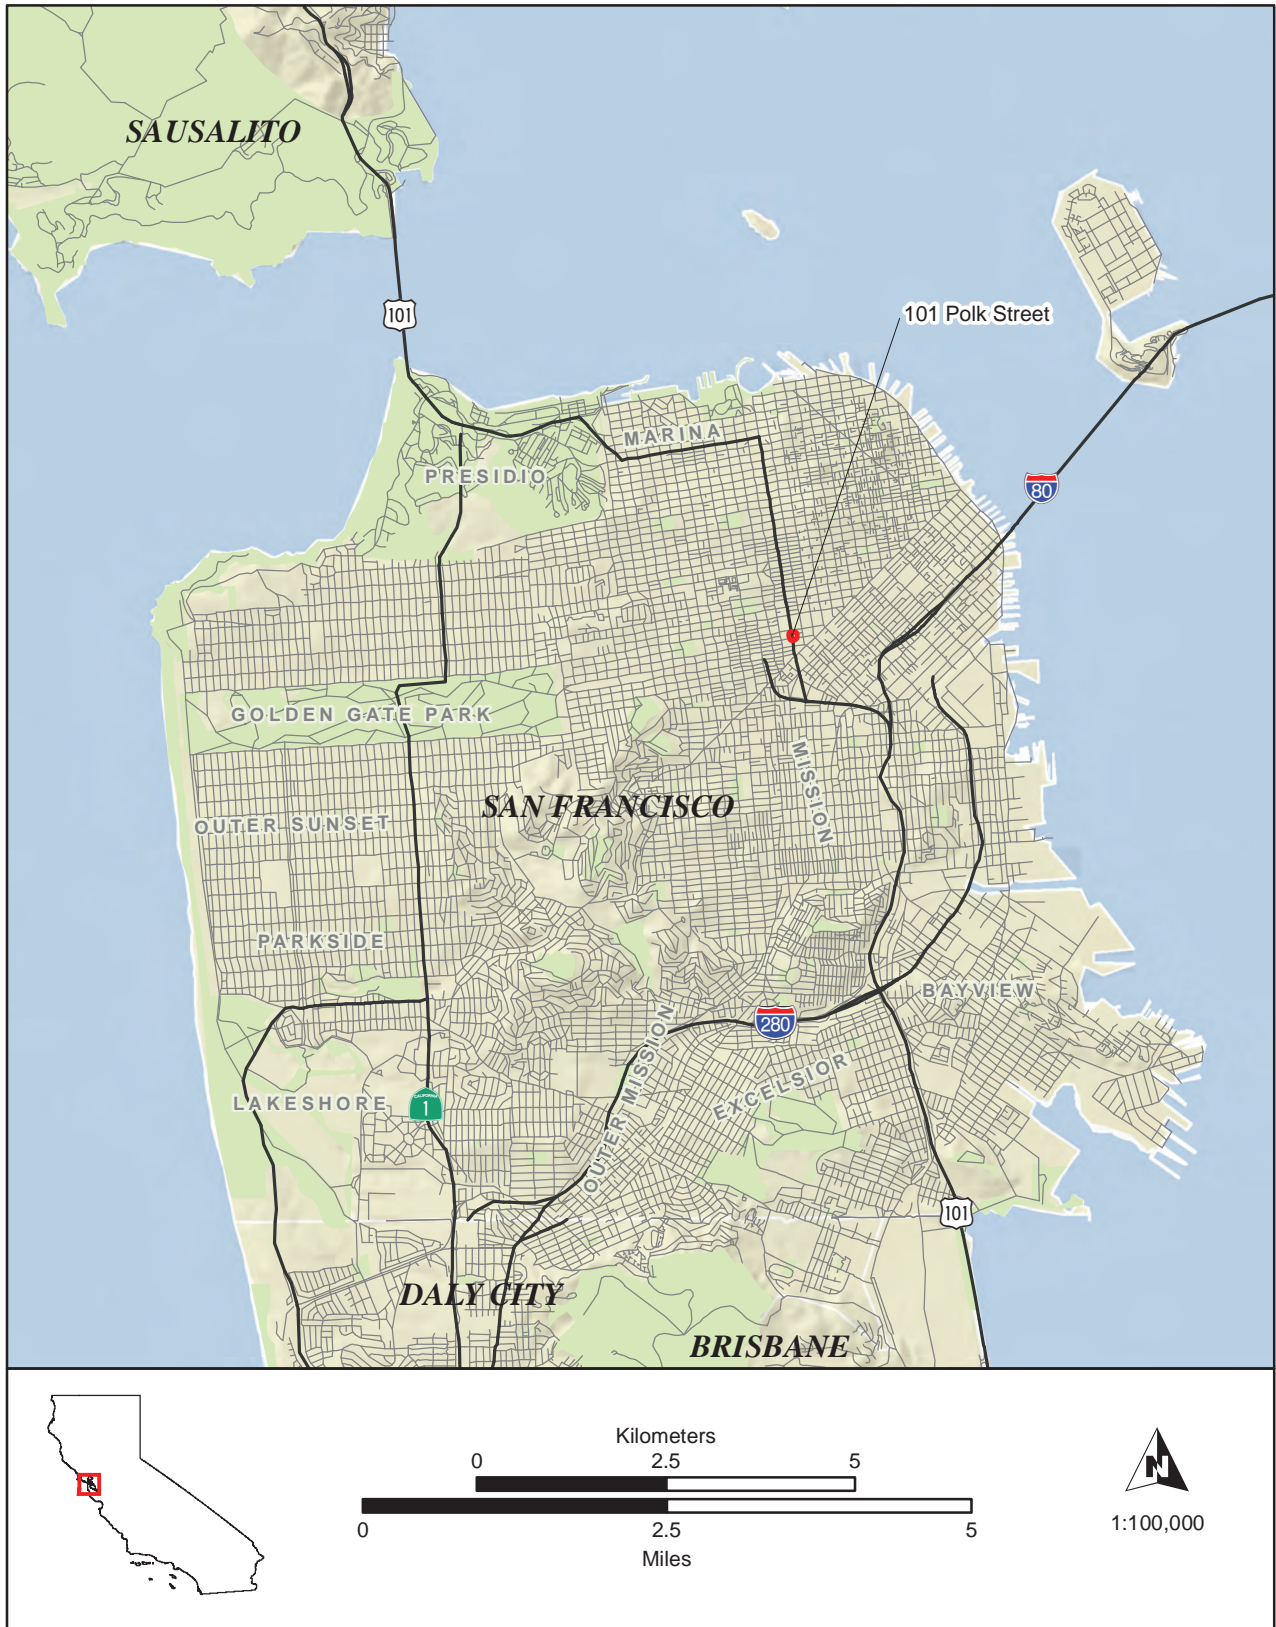 SAUSALITO
101
101 Polk Street
MARINA
PRESIDIO
80
GOLDEN GATE PARK
MISSION
SAN FRANCISCO
OUTER SUNSET
PARKSIDE
BAYVIEW
280
OUTER MISSION
EXCELSIOR
LAKESHORE
CALIFORNIA
1
101
DALY CITY
BRISBANE
Kilometers
0 2.5 5
0 2.5 5
Miles
N
1:100,000